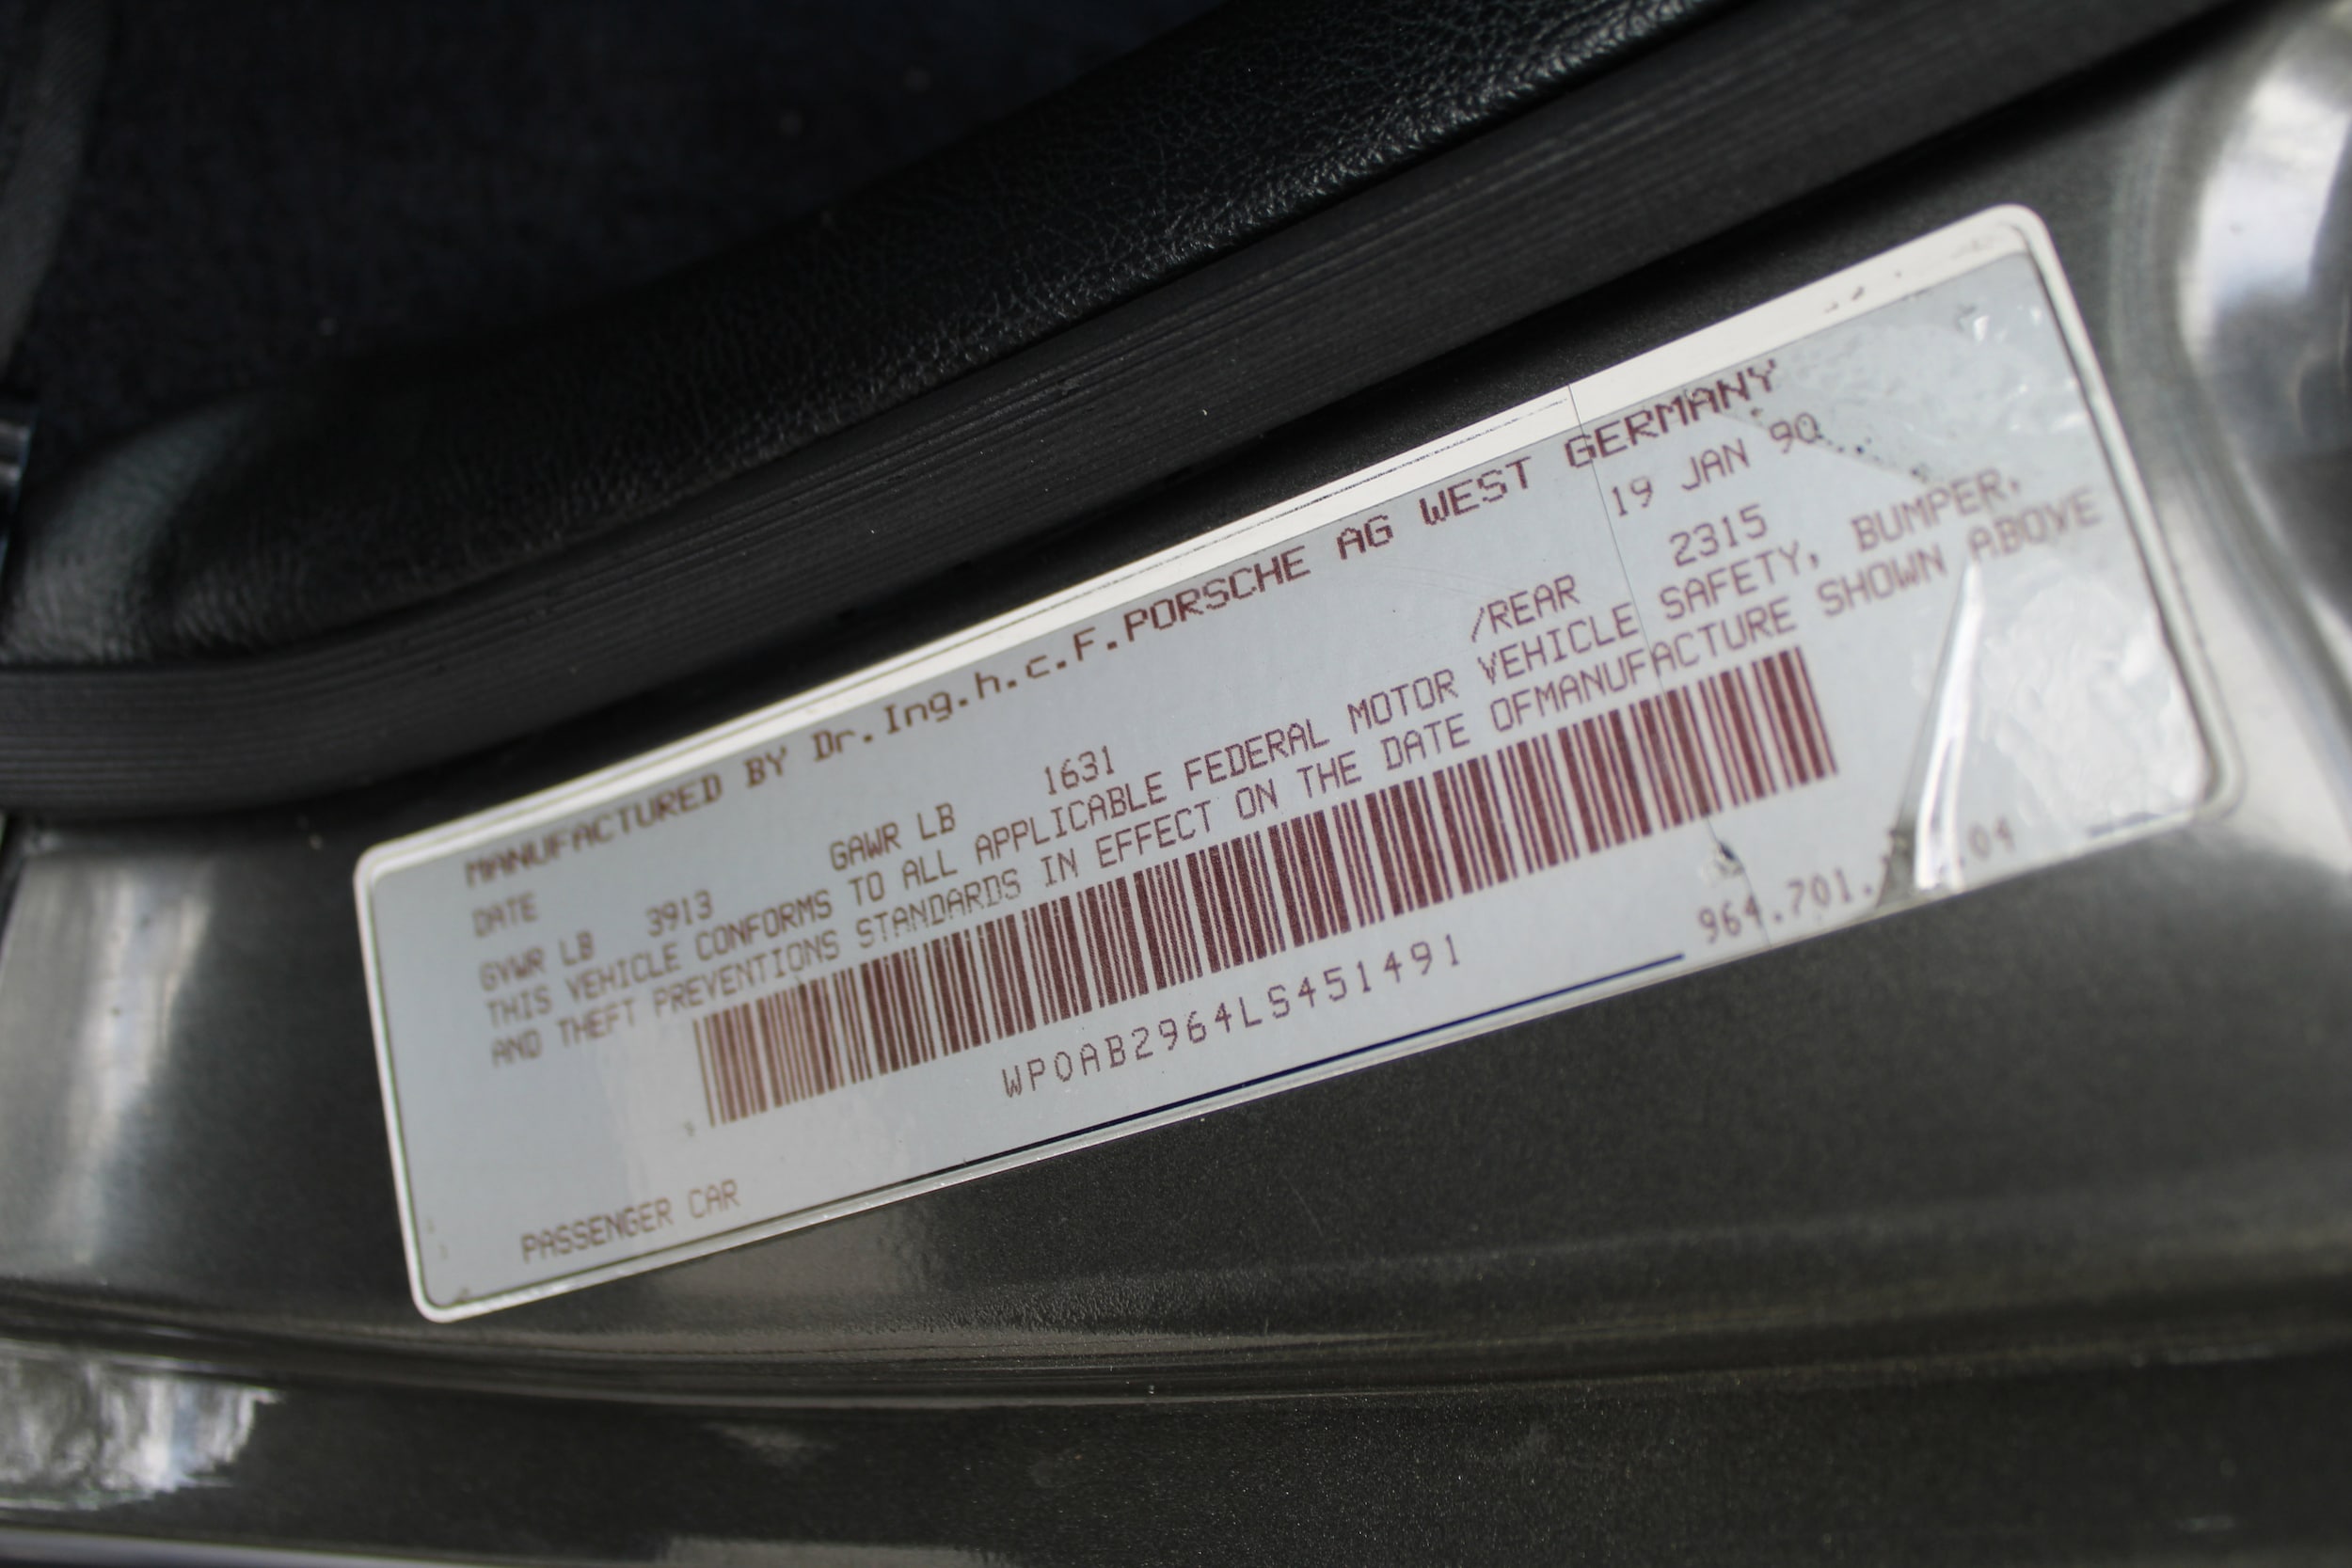 MANUFACTURED BY Dr.Ing.h.c.F.PORSCHE AG WEST GERMANY
DATE 19 JAN 90
GVWR LB 3913 GAWR LB 1631 /REAR 2315
THIS VEHICLE CONFORMS TO ALL APPLICABLE FEDERAL MOTOR VEHICLE SAFETY, BUMPER,
AND THEFT PREVENTIONS STANDARDS IN EFFECT ON THE DATE OFMANUFACTURE SHOWN ABOVE
WP0AB2964LS451491
PASSENGER CAR